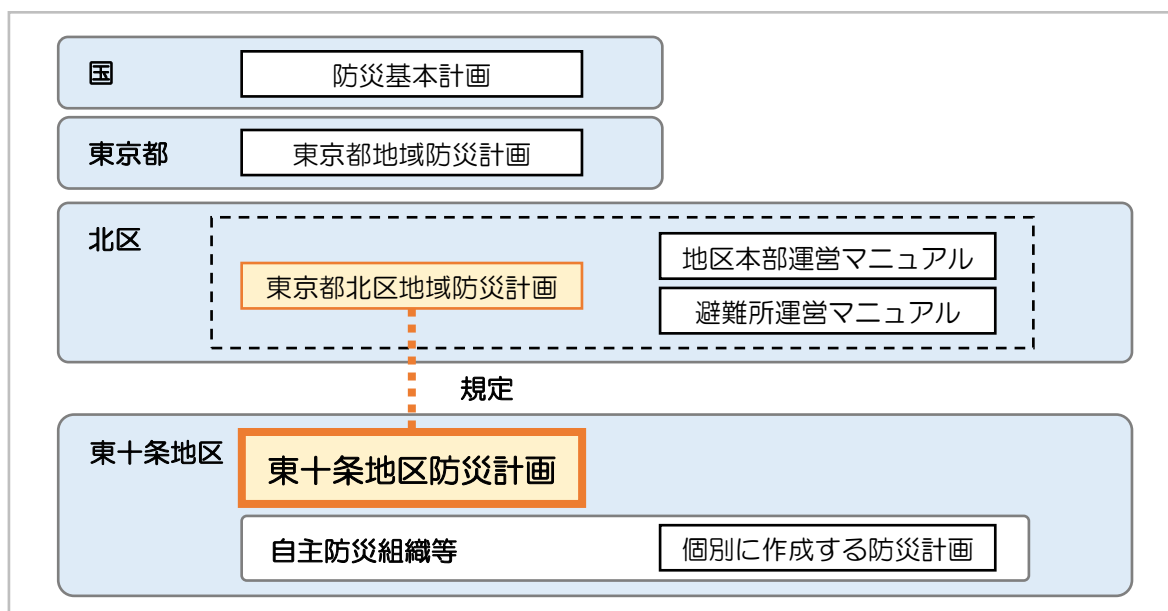 国
防災基本計画
東京都
東京都地域防災計画
北区
東京都北区地域防災計画
地区本部運営マニュアル
避難所運営マニュアル
規定
東十条地区
東十条地区防災計画
自主防災組織等
個別に作成する防災計画